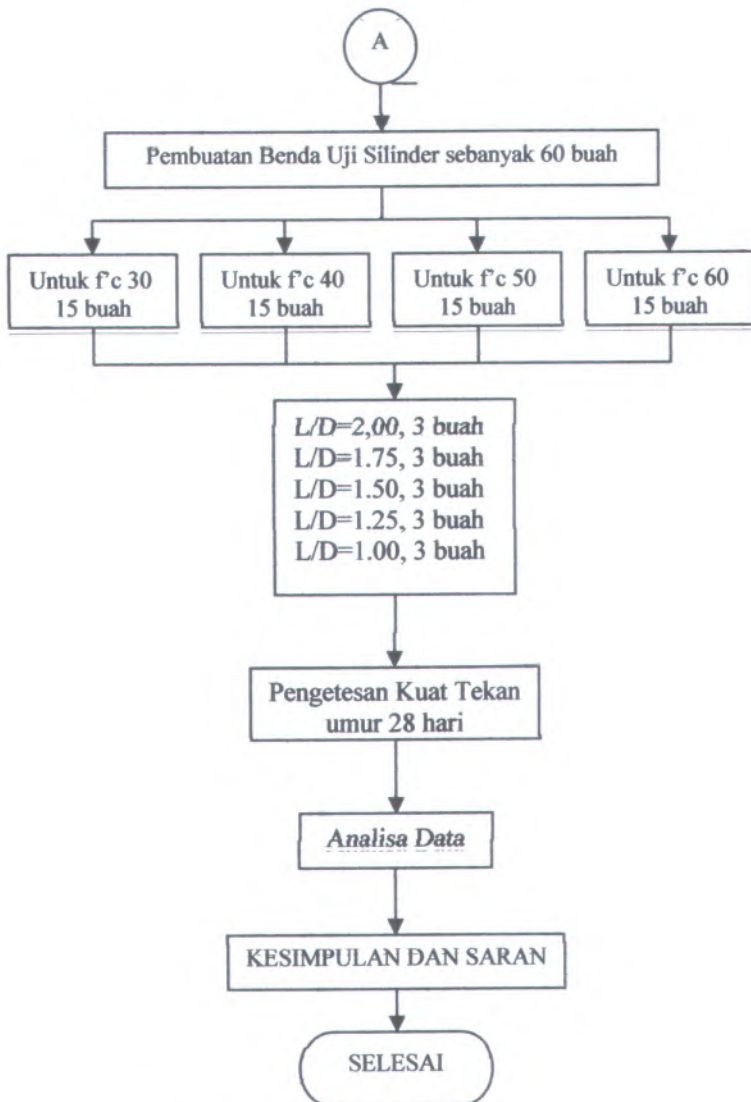 A
Pembuatan Benda Uji Silinder sebanyak 60 buah
Untuk f'c 30
15 buah
Untuk f'c 40
15 buah
Untuk f'c 50
15 buah
Untuk f'c 60
15 buah
L/D=2,00, 3 buah
L/D=1.75, 3 buah
L/D=1.50, 3 buah
L/D=1.25, 3 buah
L/D=1.00, 3 buah
Pengetesan Kuat Tekan
umur 28 hari
Analisa Data
KESIMPULAN DAN SARAN
SELESAI